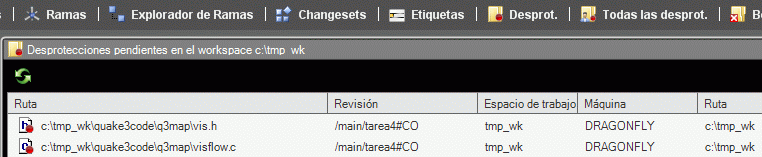 Ramas Explorador de Ramas Changesets Etiquetas Desprot. Todas las desprot.
Desprotecciones pendientes en el workspace c:\tmp_wk
Ruta Revisión Espacio de trabajo Máquina Ruta
c:\tmp_wk\quake3code\q3map\vis.h /main/tarea4#CO tmp_wk DRAGONFLY c:\tmp_wk
c:\tmp_wk\quake3code\q3map\visflow.c /main/tarea4#CO tmp_wk DRAGONFLY c:\tmp_wk